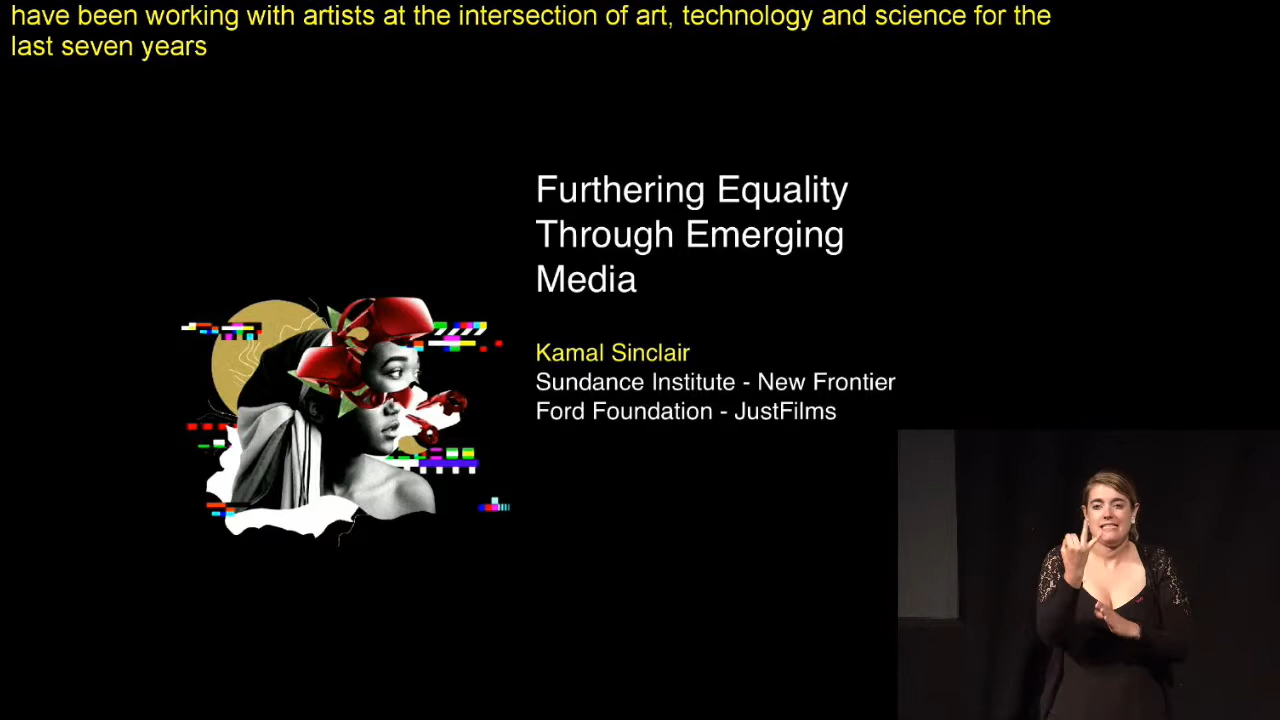 have been working with artists at the intersection of art, technology and science for the
last seven years
Furthering Equality
Through Emerging
Media
Kamal Sinclair
Sundance Institute - New Frontier
Ford Foundation - JustFilms